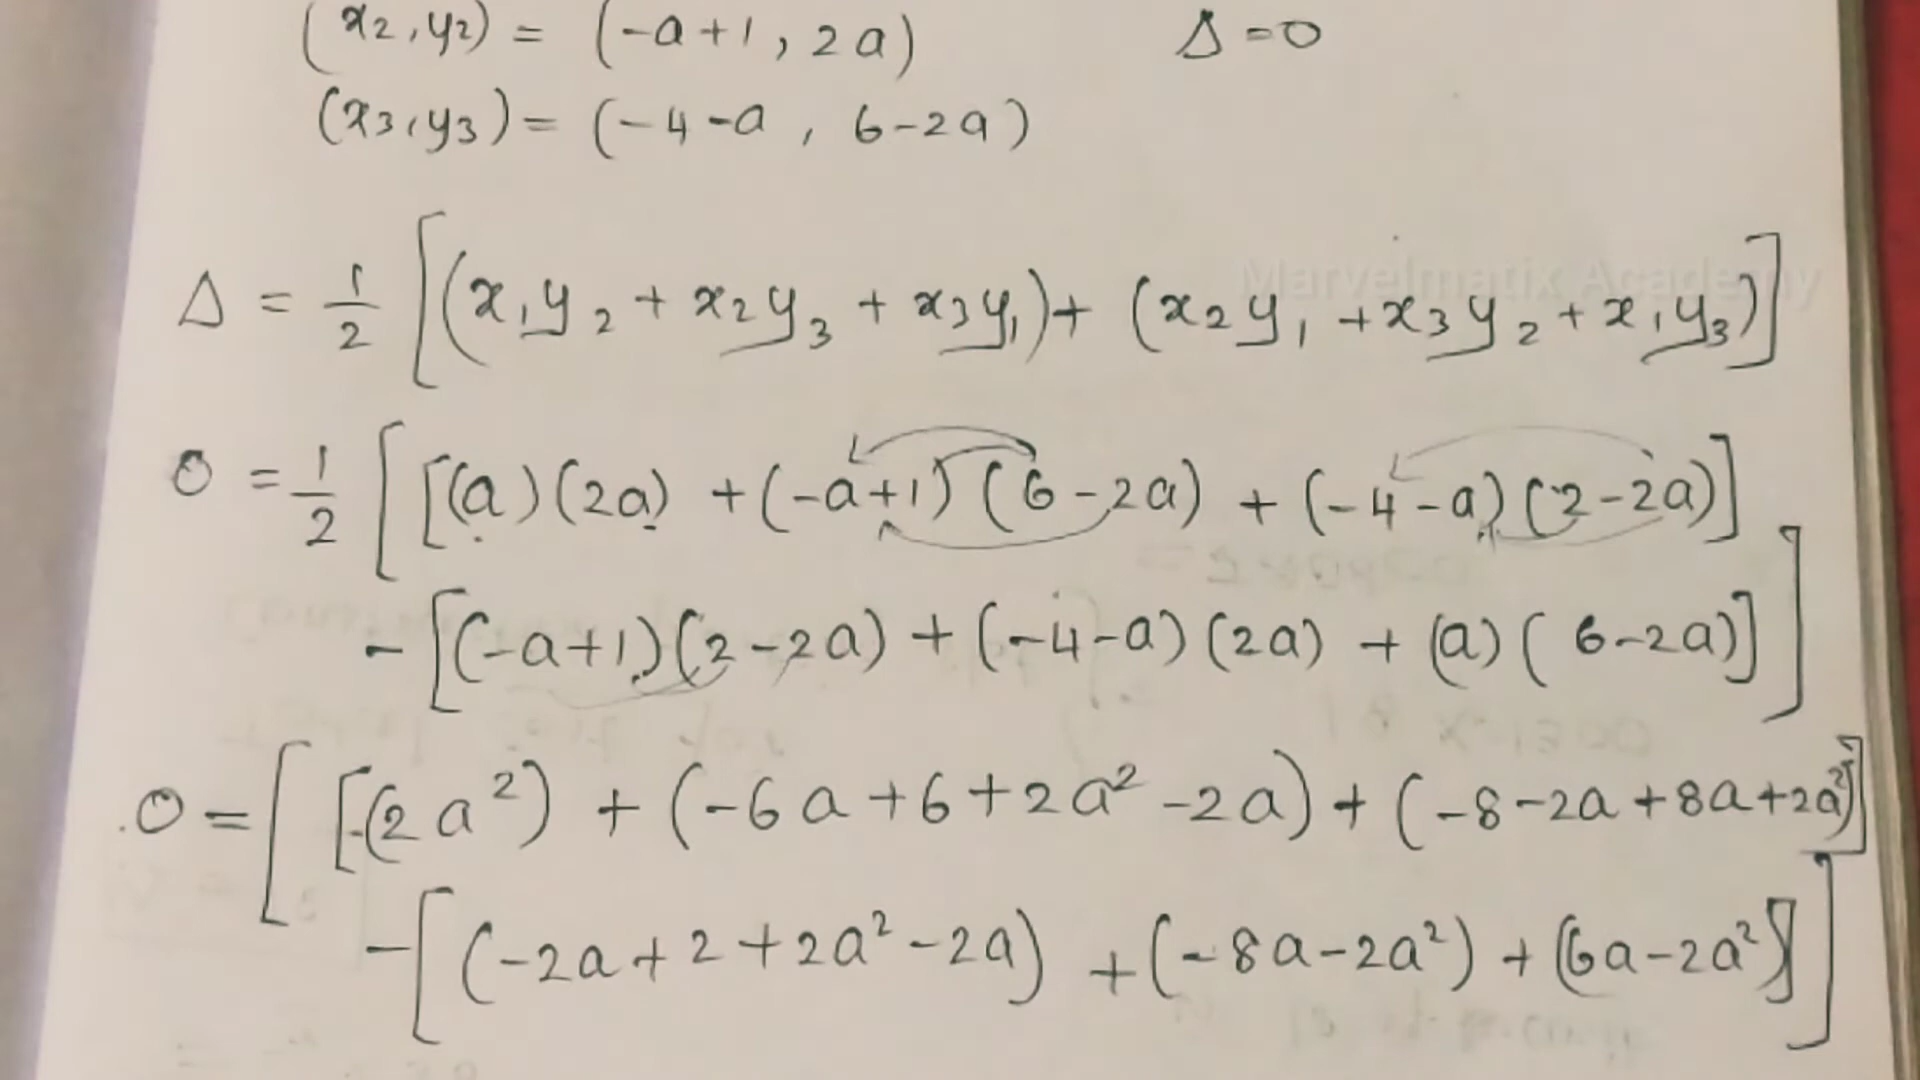 (x₂,y₂) = (-a+1, 2a) Δ=0
(x₃,y₃) = (-4-a, 6-2a)
Marvelmatix Academy
Δ = 1/2 [(x₁y₂ + x₂y₃ + x₃y₁) + (x₂y₁ + x₃y₂ + x₁y₃)]
0 = 1/2 [[(a)(2a) + (-a+1)(6-2a) + (-4-a)(2-2a)]
- [(-a+1)(2-2a) + (-4-a)(2a) + (a)(6-2a)]]
0 = [[(2a²) + (-6a+6+2a²-2a) + (-8-2a+8a+2a²)]
- [(-2a+2+2a²-2a) + (-8a-2a²) + (6a-2a²)]]